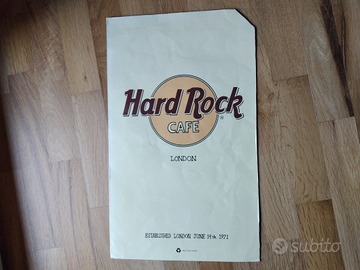 Hard Rock
CAFE
LONDON
ESTABLISHED LONDON JUNE 14th 1971
subito